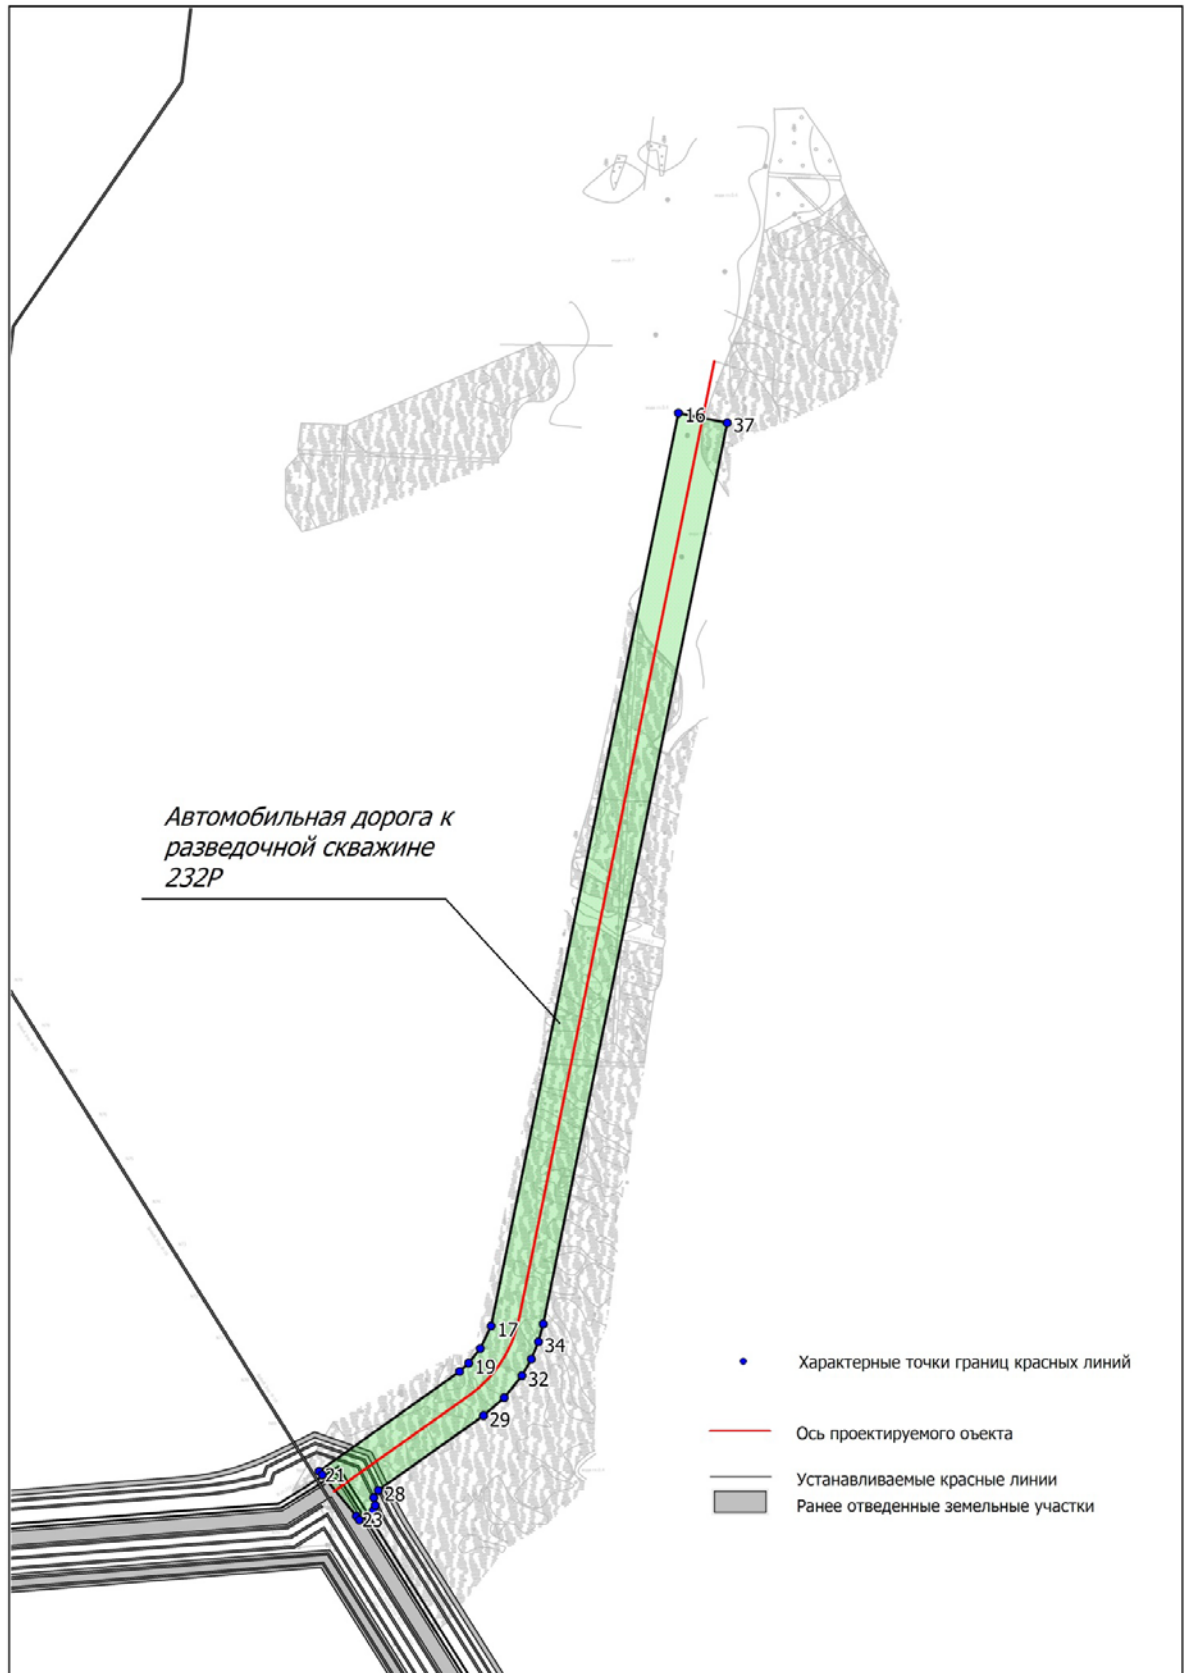 16
37
Автомобильная дорога к
разведочной скважине
232Р
17
34
19
32
29
21
28
23
Характерные точки границ красных линий
Ось проектируемого оъекта
Устанавливаемые красные линии
Ранее отведенные земельные участки